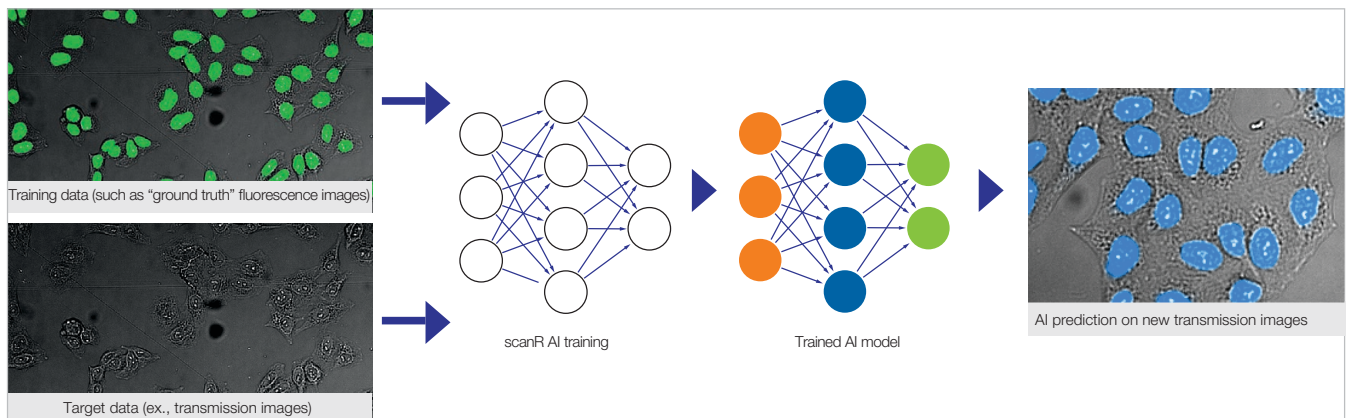 Training data (such as “ground truth” fluorescence images)
Target data (ex., transmission images)
scanR AI training
Trained AI model
AI prediction on new transmission images